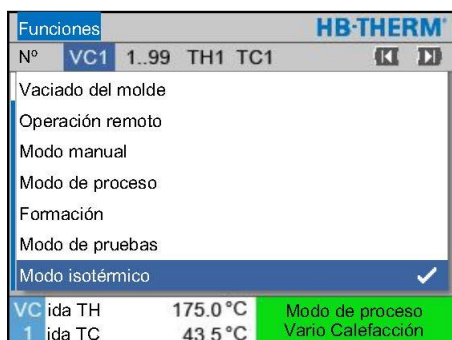 Funciones HB-THERM
Nº VC1 1..99 TH1 TC1
Vaciado del molde
Operación remoto
Modo manual
Modo de proceso
Formación
Modo de pruebas
Modo isotérmico
VC ida TH 175.0 °C Modo de proceso
1 ida TC 43.5 °C Vario Calefacción